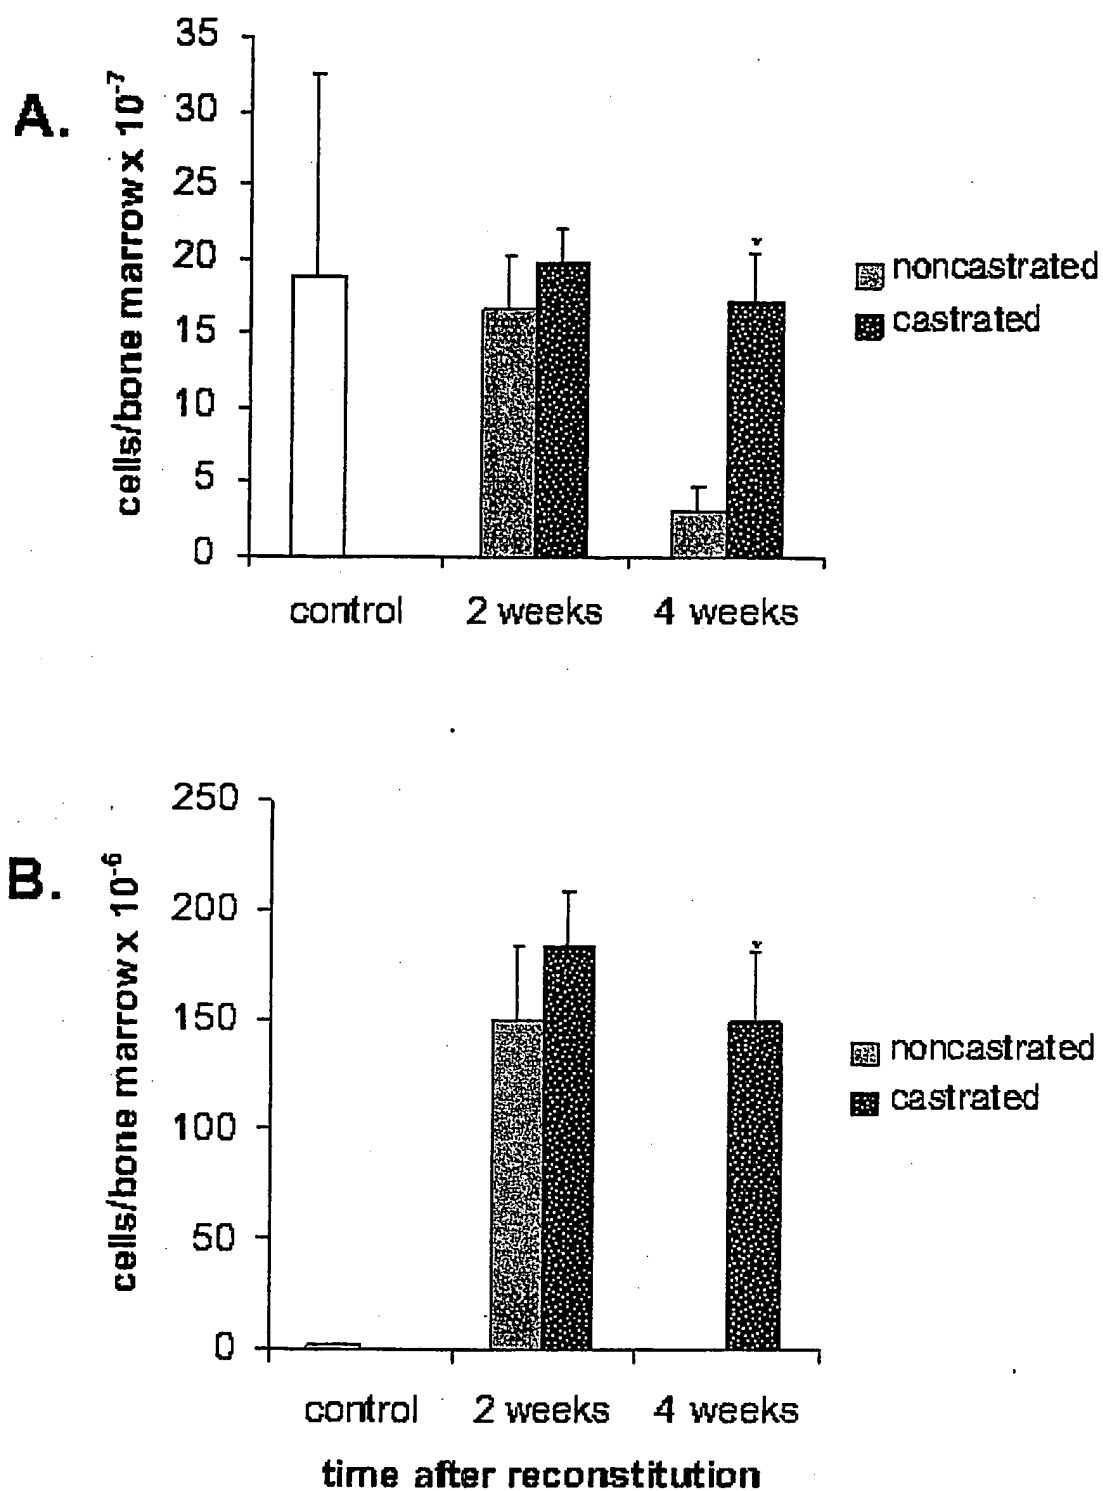 A.
cells/bone marrow x 10⁻⁷
35
30
25
20
15
10
5
0
control
2 weeks
4 weeks
*
noncastrated
castrated
B.
cells/bone marrow x 10⁻⁶
250
200
150
100
50
0
control
2 weeks
4 weeks
*
noncastrated
castrated
time after reconstitution